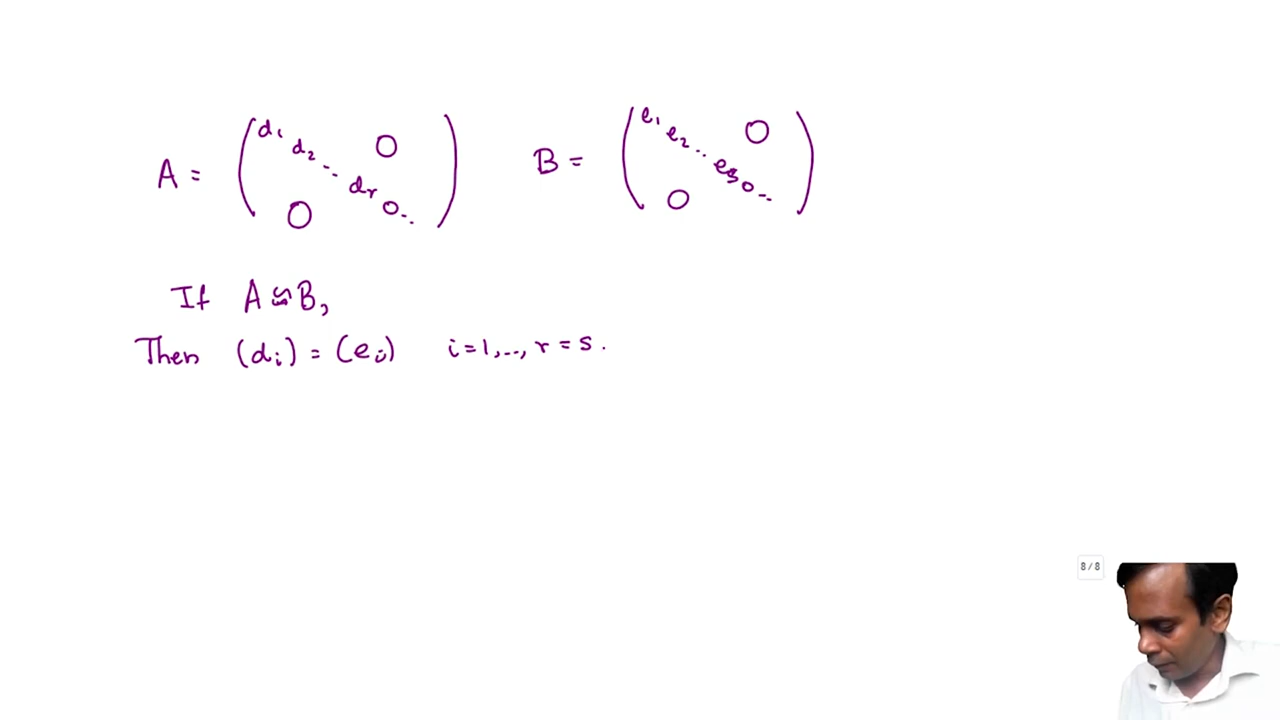 A = ( d1 d2 ... dr 0.. 0 0 ) B = ( e1 e2 .. es 0 .. 0 0 )
If A ≈ B,
Then (di) = (ei) i=1,.., r = s.
8 / 8